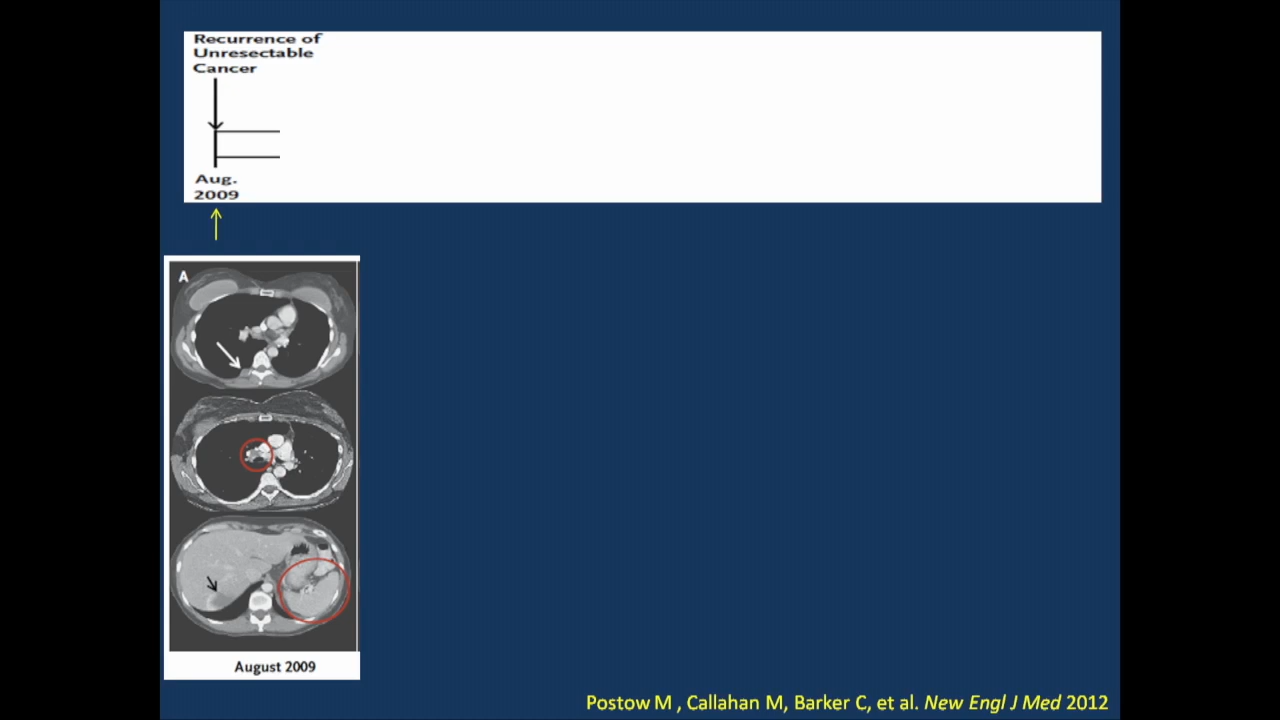 Recurrence of
Unresectable
Cancer
Aug.
2009
A
August 2009
Postow M , Callahan M, Barker C, et al. New Engl J Med 2012